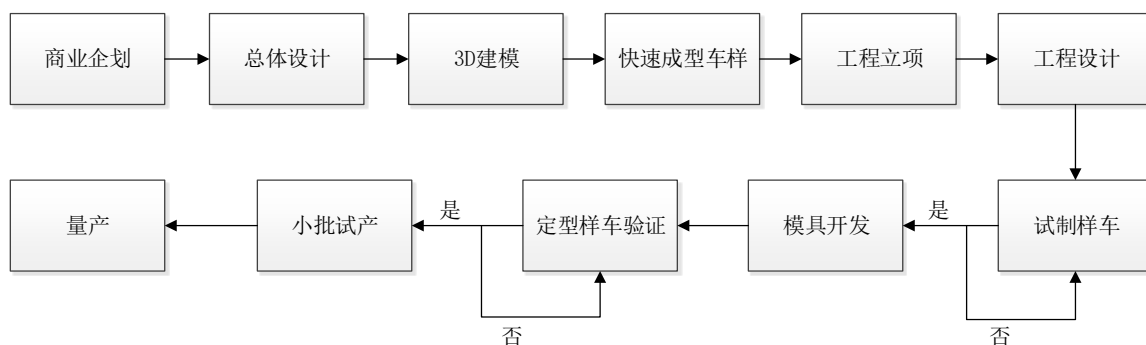 商业企划
总体设计
3D建模
快速成型车样
工程立项
工程设计
量产
小批试产
是
定型样车验证
模具开发
是
试制样车
否
否